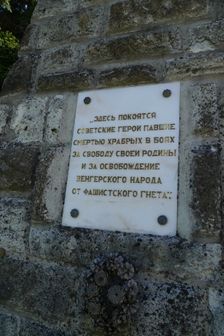 „ЗДЕСЬ ПОКОЯТСЯ
СОВЕТСКИЕ ГЕРОИ ПАВШИЕ
СМЕРТЬЮ ХРАБРЫХ В БОЯХ
ЗА СВОБОДУ СВОЕЙ РОДИНЫ
И ЗА ОСВОБОЖДЕНИЕ
ВЕНГЕРСКОГО НАРОДА
ОТ ФАШИСТСКОГО ГНЕТА".